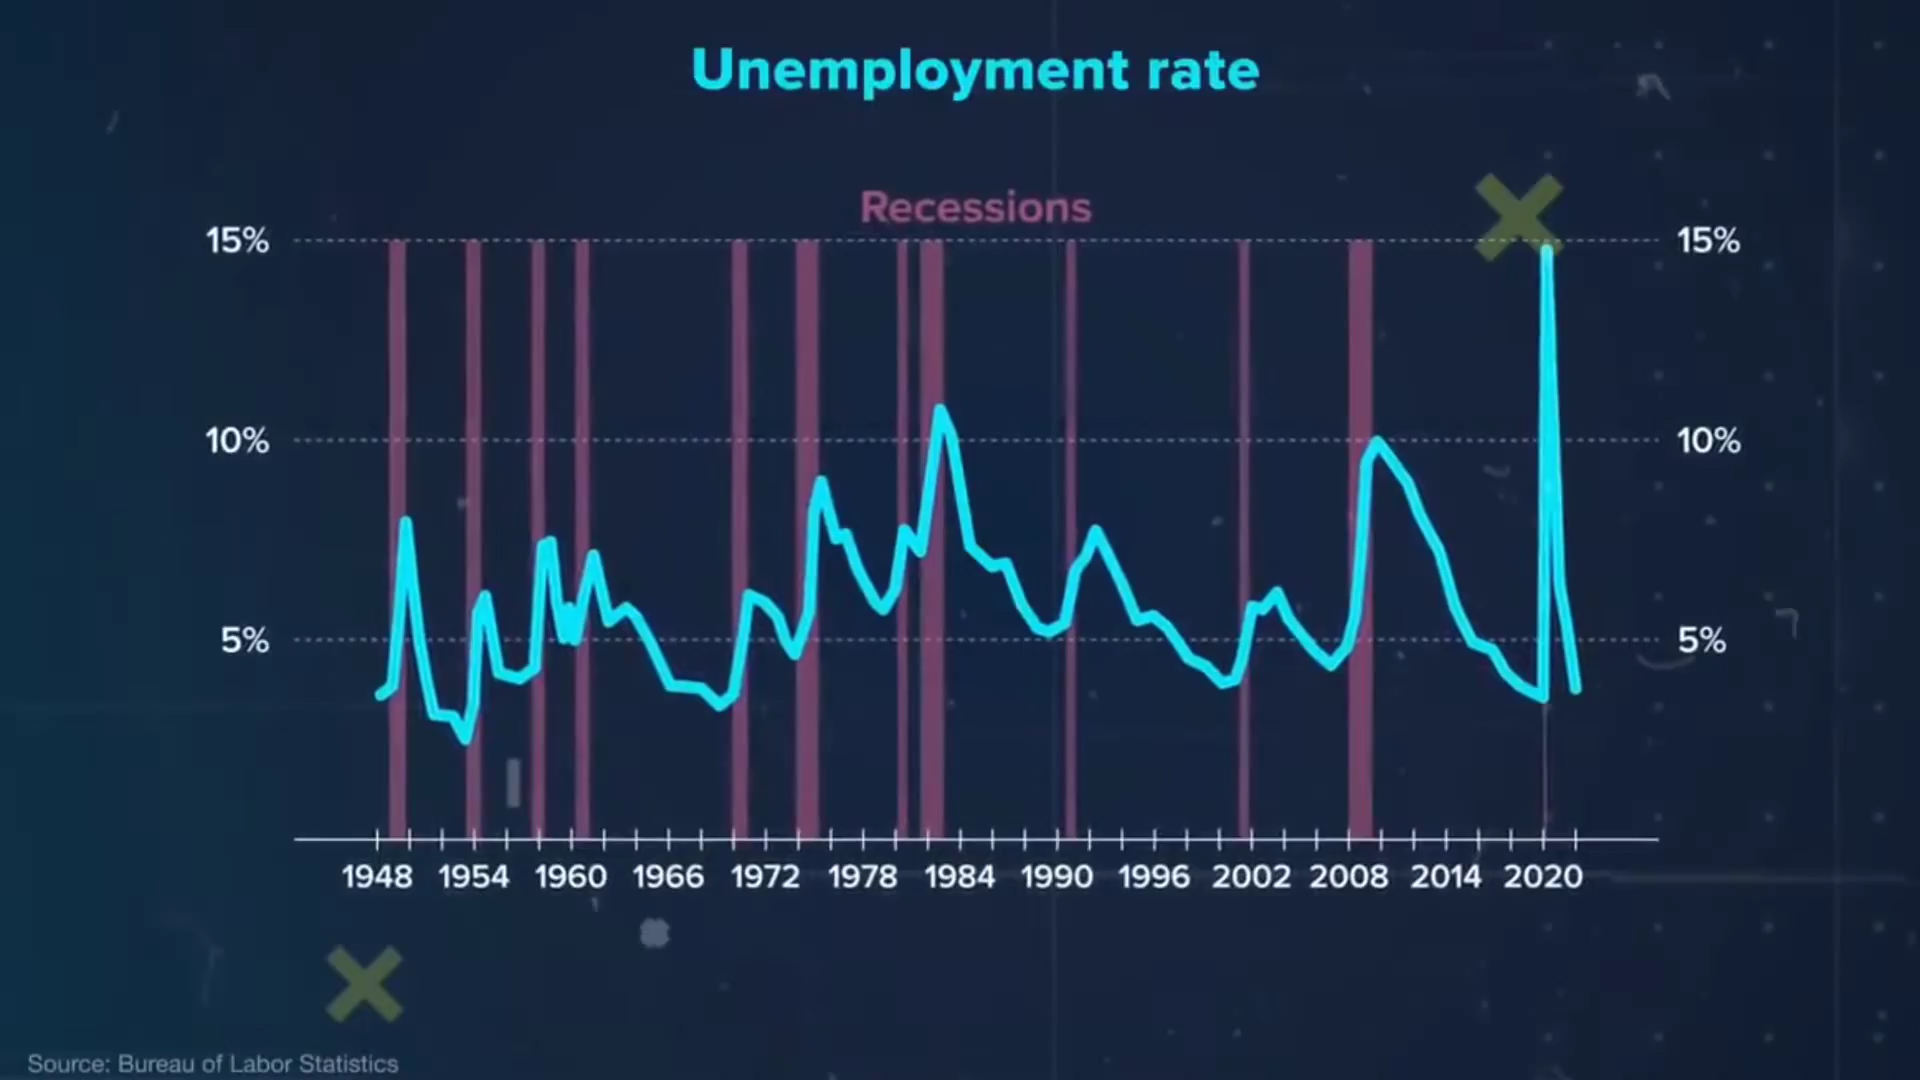 Unemployment rate
Recessions
15% 15%
10% 10%
5% 5%
1948 1954 1960 1966 1972 1978 1984 1990 1996 2002 2008 2014 2020
Source: Bureau of Labor Statistics